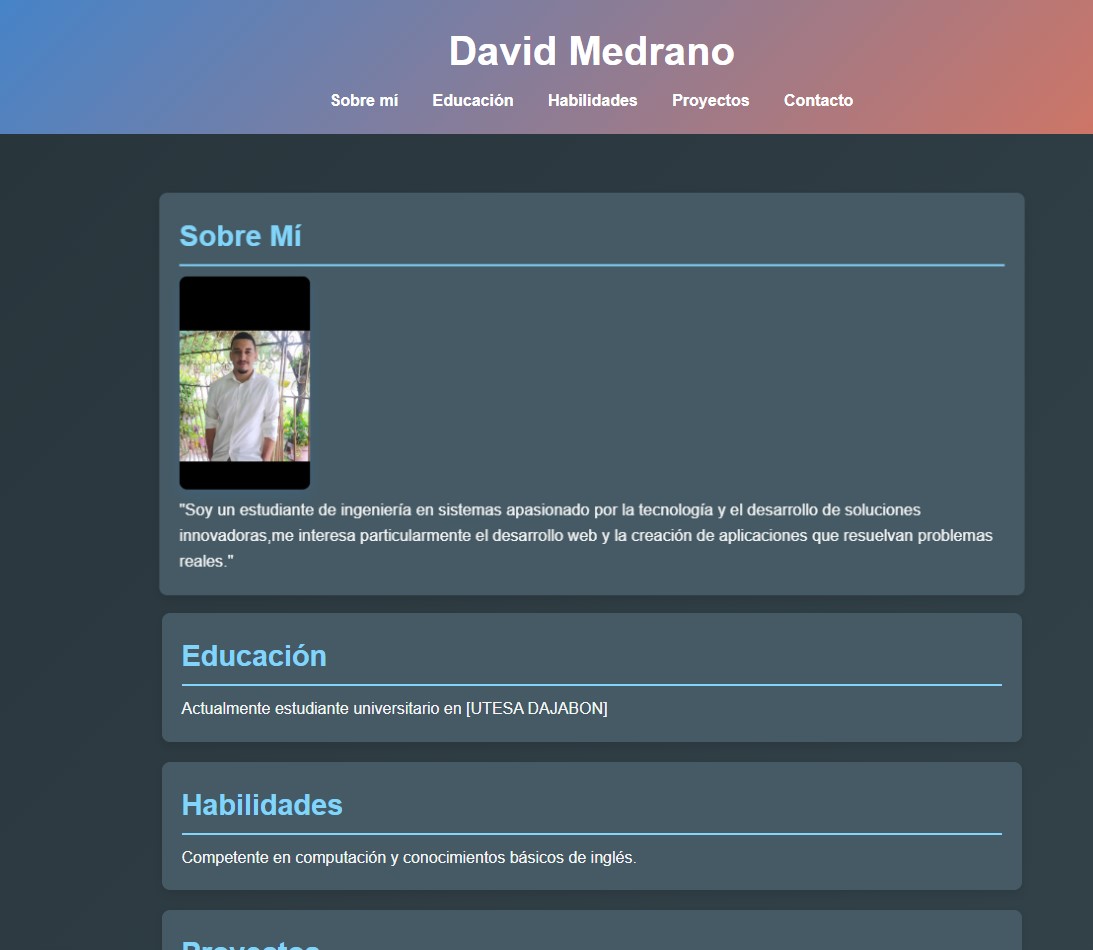 David Medrano
Sobre mí Educación Habilidades Proyectos Contacto
Sobre Mí
"Soy un estudiante de ingeniería en sistemas apasionado por la tecnología y el desarrollo de soluciones
innovadoras,me interesa particularmente el desarrollo web y la creación de aplicaciones que resuelvan problemas
reales."
Educación
Actualmente estudiante universitario en [UTESA DAJABON]
Habilidades
Competente en computación y conocimientos básicos de inglés.
Proyectos